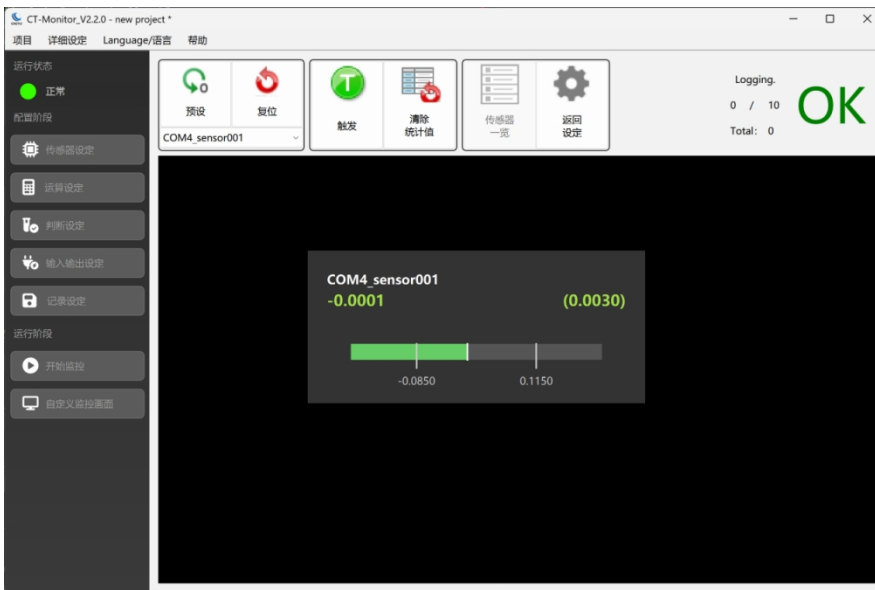 CT-Monitor_V2.2.0 - new project *
项目 详细设定 Language/语言 帮助
运行状态
正常
配置阶段
传感器设定
运算设定
判断设定
输入输出设定
记录设定
运行阶段
开始监控
自定义监控画面
预设
复位
COM4_sensor001
触发
清除
统计值
传感器
一览
返回
设定
Logging.
0 / 10
Total: 0
OK
COM4_sensor001
-0.0001 (0.0030)
-0.0850 0.1150